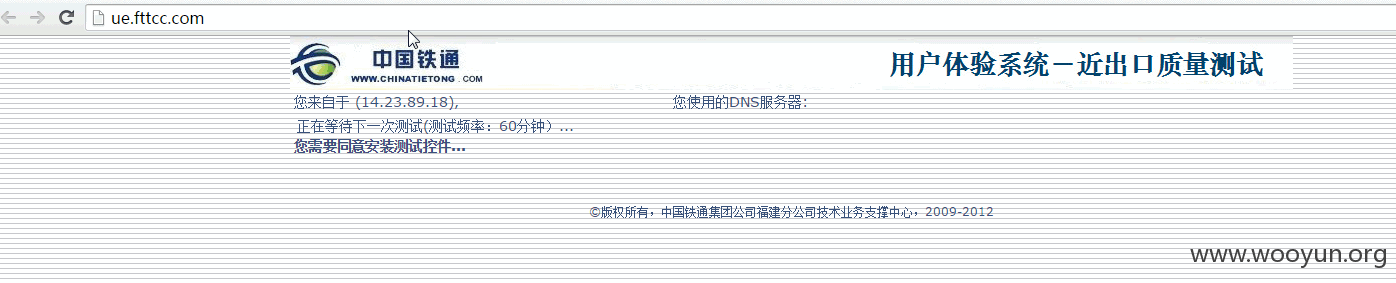 ue.fttcc.com
中国铁通
WWW.CHINATIETONG.COM
用户体验系统－近出口质量测试
您来自于 (14.23.89.18),
您使用的DNS服务器:
正在等待下一次测试(测试频率：60分钟）...
您需要同意安装测试控件...
©版权所有，中国铁通集团公司福建分公司技术业务支撑中心，2009-2012
www.wooyun.org